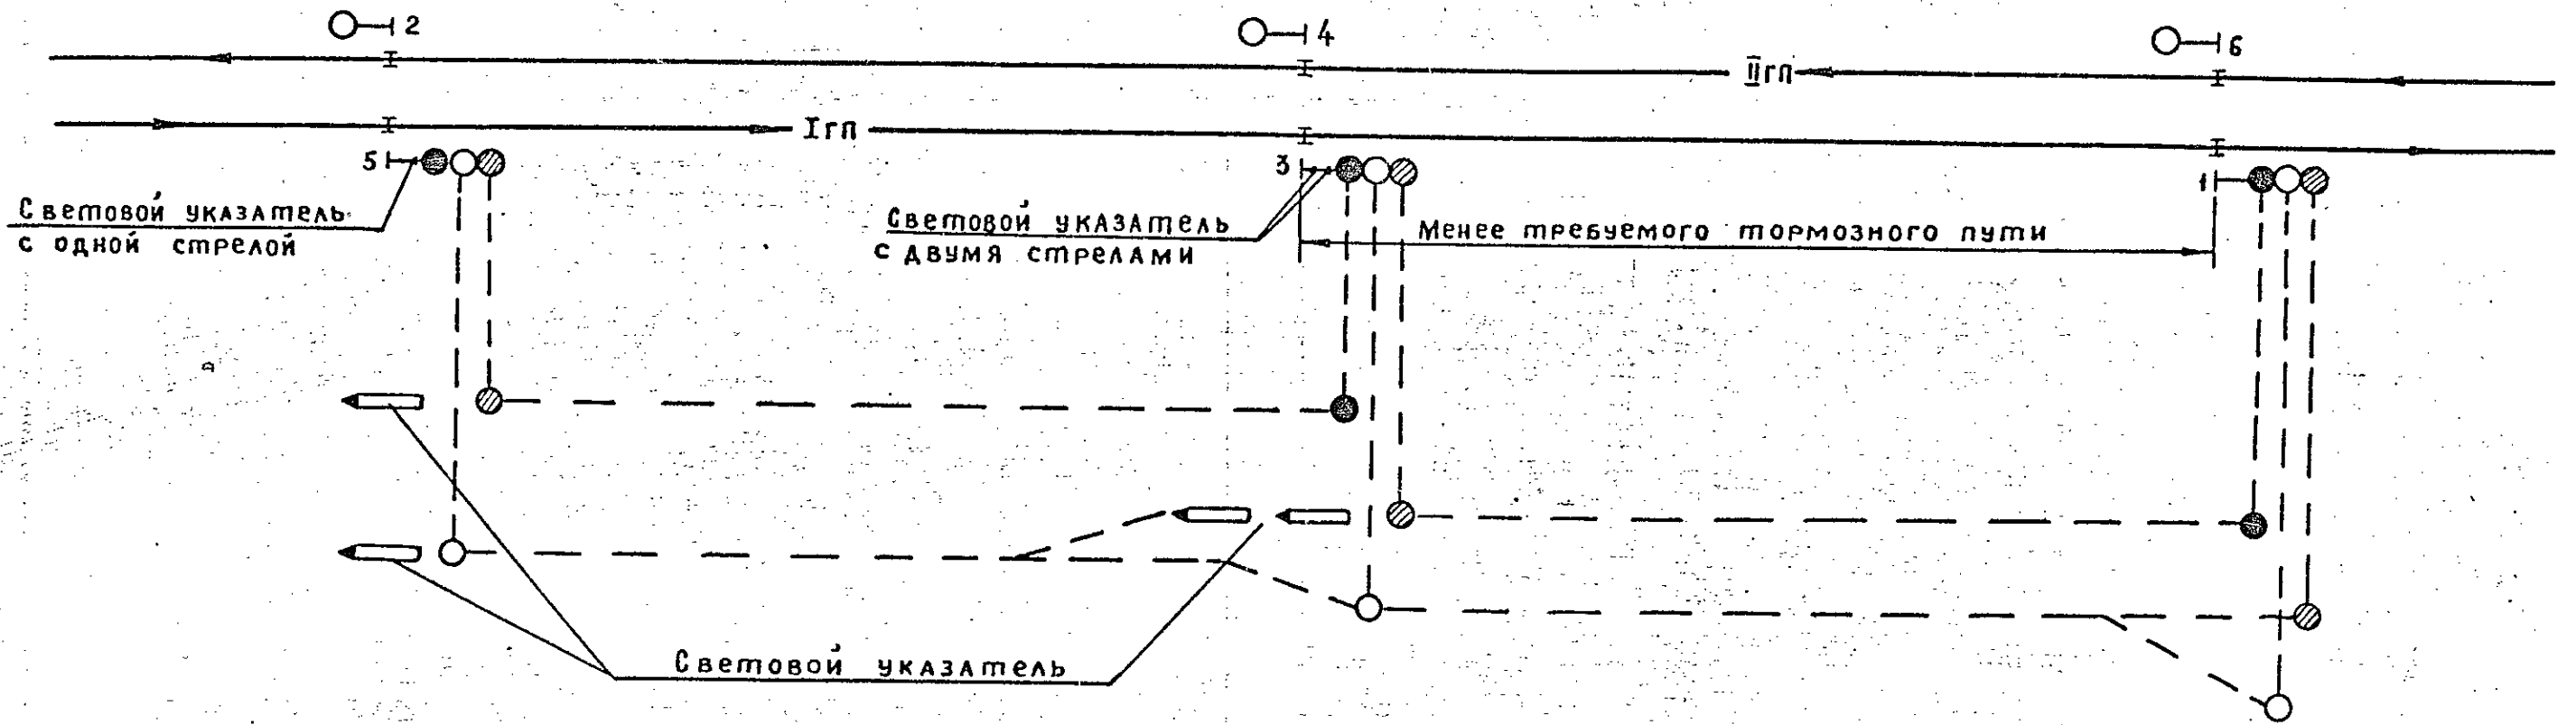 2
4
6
IIгп
Iгп
5
3
1
Световой указатель
с одной стрелой
Световой указатель
с двумя стрелами
Менее требуемого тормозного пути
Световой указатель